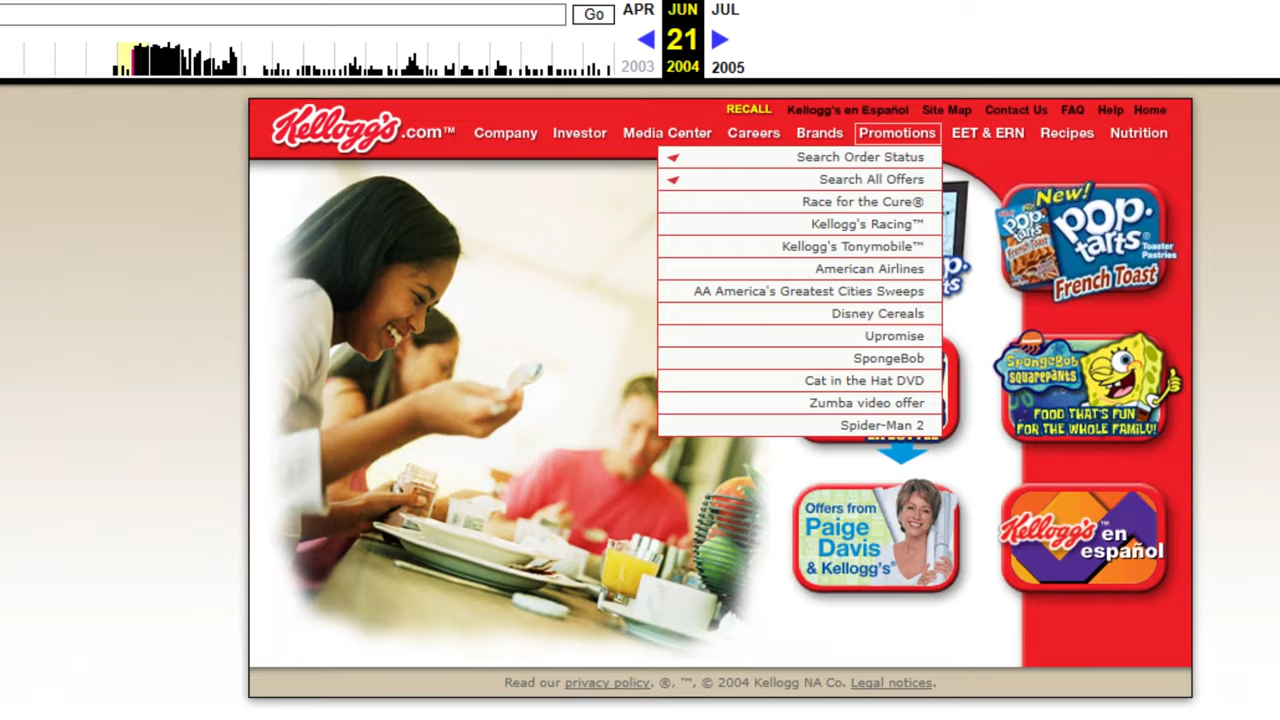 Go
APR JUN JUL
21
2003 2004 2005
RECALL Kellogg's en Español Site Map Contact Us FAQ Help Home
Kellogg's.com™ Company Investor Media Center Careers Brands Promotions EET & ERN Recipes Nutrition
Search Order Status
Search All Offers
Race for the Cure®
Kellogg's Racing™
Kellogg's Tonymobile™
American Airlines
AA America's Greatest Cities Sweeps
Disney Cereals
Upromise
SpongeBob
Cat in the Hat DVD
Zumba video offer
Spider-Man 2
New!
pop.
tarts®
Toaster
Pastries
French Toast
SpongeBob
SquarePants
FOOD THAT'S FUN
FOR THE WHOLE FAMILY!
Offers from
Paige
Davis
& Kellogg's®
Kellogg's™ en
español
Read our privacy policy. ®, ™, © 2004 Kellogg NA Co. Legal notices.